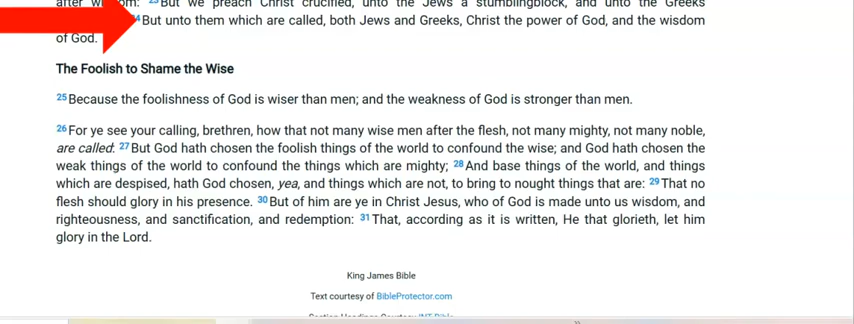 after wisdom: 23 But we preach Christ crucified, unto the Jews a stumblingblock, and unto the Greeks
4 But unto them which are called, both Jews and Greeks, Christ the power of God, and the wisdom
of God.
The Foolish to Shame the Wise
25 Because the foolishness of God is wiser than men; and the weakness of God is stronger than men.
26 For ye see your calling, brethren, how that not many wise men after the flesh, not many mighty, not many noble,
are called: 27 But God hath chosen the foolish things of the world to confound the wise; and God hath chosen the
weak things of the world to confound the things which are mighty; 28 And base things of the world, and things
which are despised, hath God chosen, yea, and things which are not, to bring to nought things that are: 29 That no
flesh should glory in his presence. 30 But of him are ye in Christ Jesus, who of God is made unto us wisdom, and
righteousness, and sanctification, and redemption: 31 That, according as it is written, He that glorieth, let him
glory in the Lord.
King James Bible
Text courtesy of BibleProtector.com
Section Headings Courtesy INT Bible
»